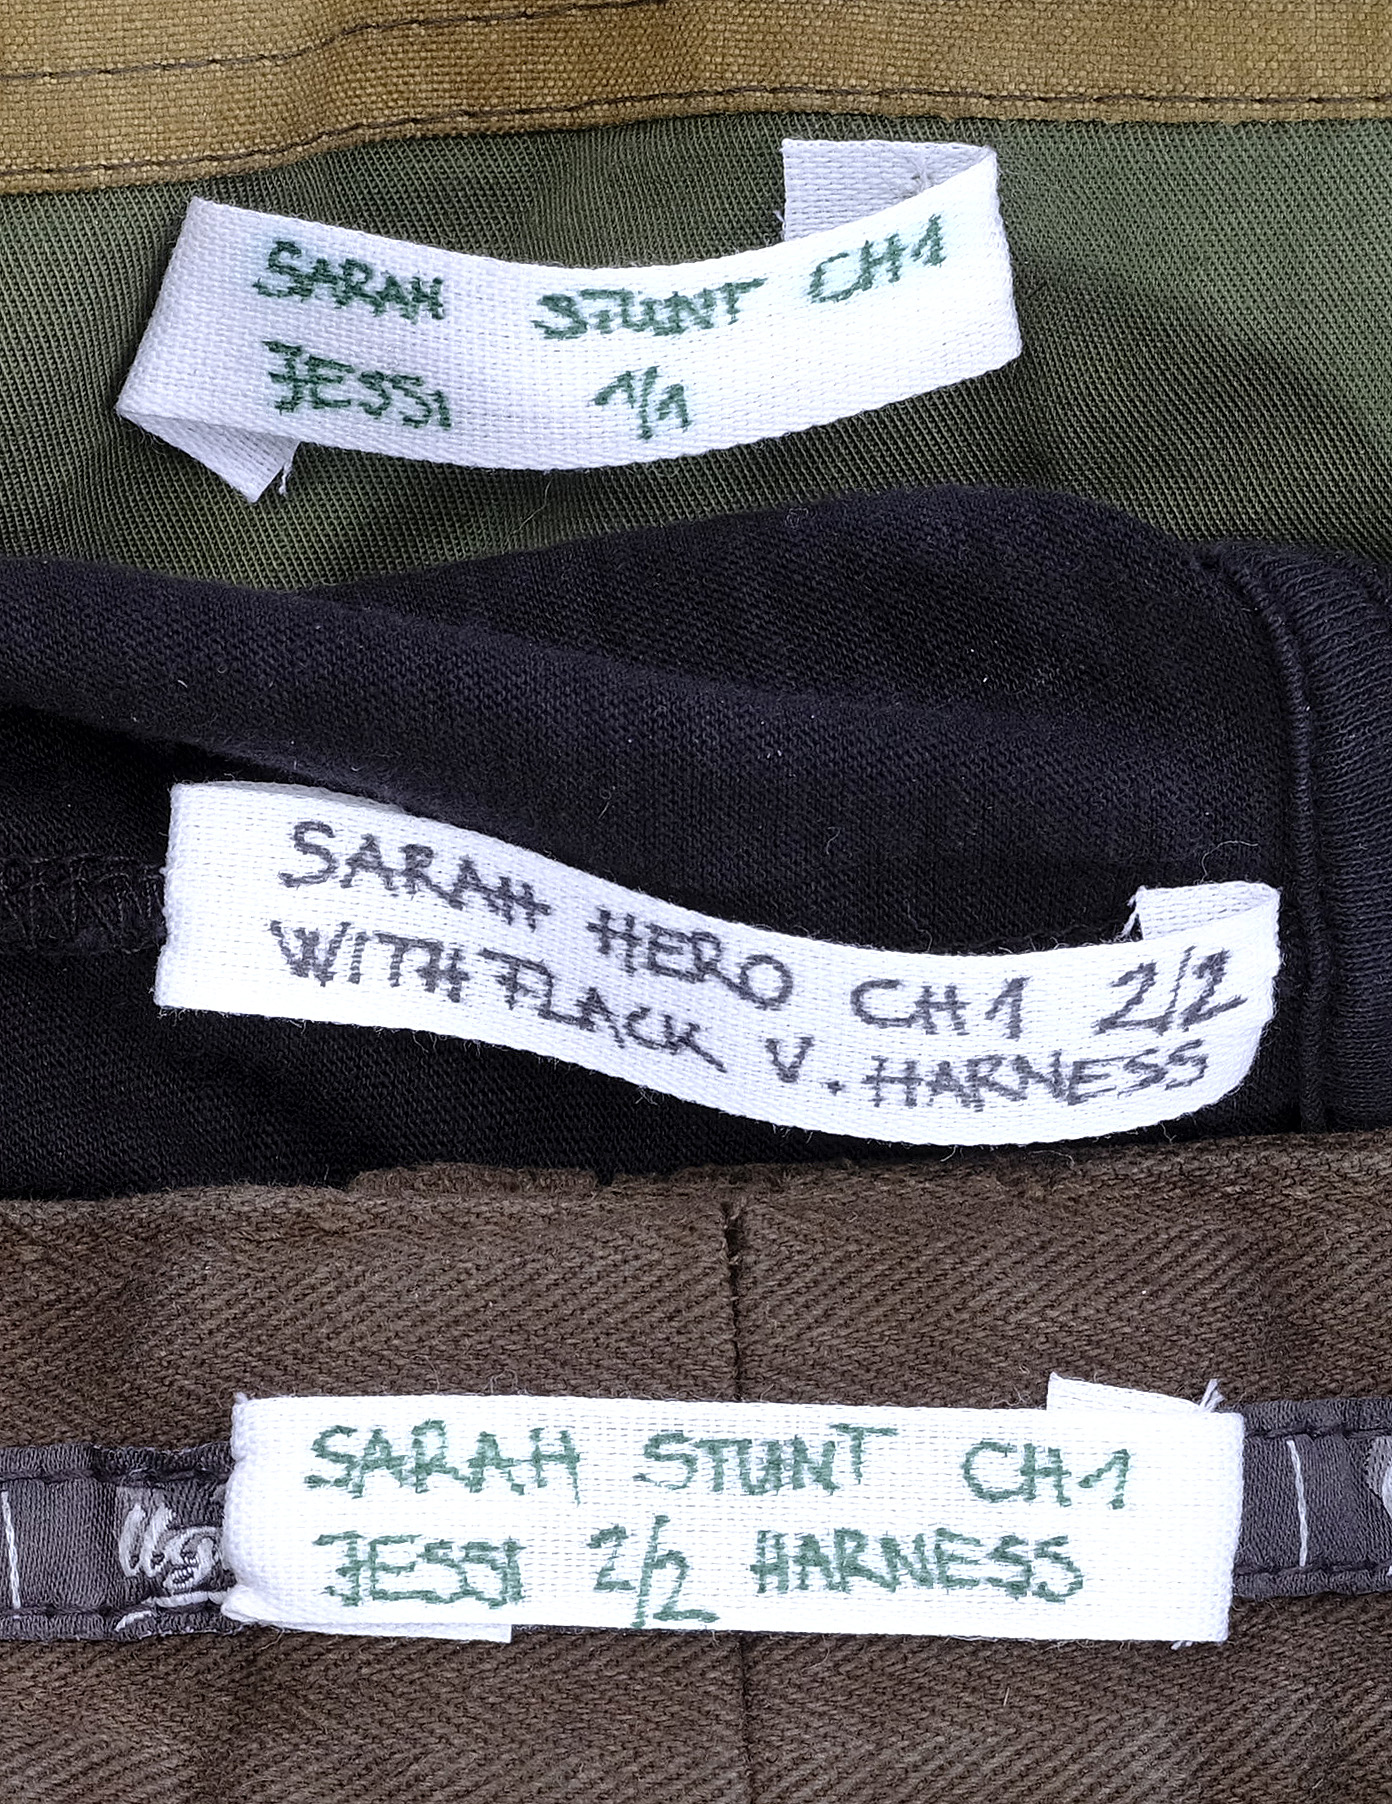 SARAH STUNT CH1
JESSI 1/1
SARAH HERO CH1 2/2
WITH FLACK V. HARNESS
SARAH STUNT CH1
JESSI 2/2 HARNESS